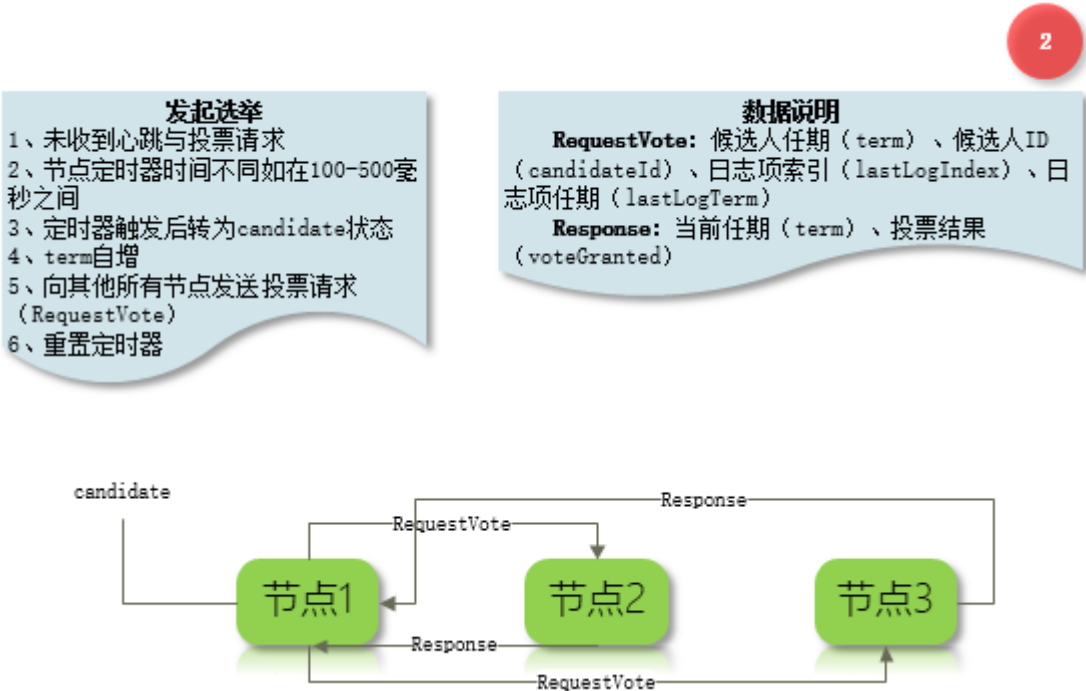 2
发起选举
1、未收到心跳与投票请求
2、节点定时器时间不同如在100-500毫
秒之间
3、定时器触发后转为candidate状态
4、term自增
5、向其他所有节点发送投票请求
（RequestVote）
6、重置定时器
数据说明
RequestVote: 候选人任期（term）、候选人ID
（candidateId）、日志项索引（lastLogIndex）、日
志项任期（lastLogTerm）
Response: 当前任期（term）、投票结果
（voteGranted）
candidate
Response
RequestVote
节点1
节点2
节点3
Response
RequestVote